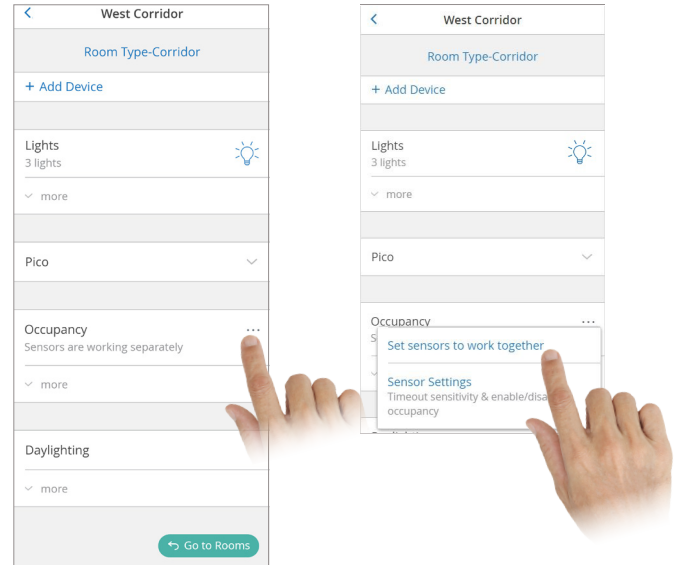 West Corridor
Room Type-Corridor
+ Add Device
Lights
3 lights
more
Pico
Occupancy
Sensors are working separately
more
Daylighting
more
Go to Rooms
West Corridor
Room Type-Corridor
+ Add Device
Lights
3 lights
more
Pico
Occupancy
Set sensors to work together
Sensor Settings
Timeout sensitivity & enable/disa
occupancy